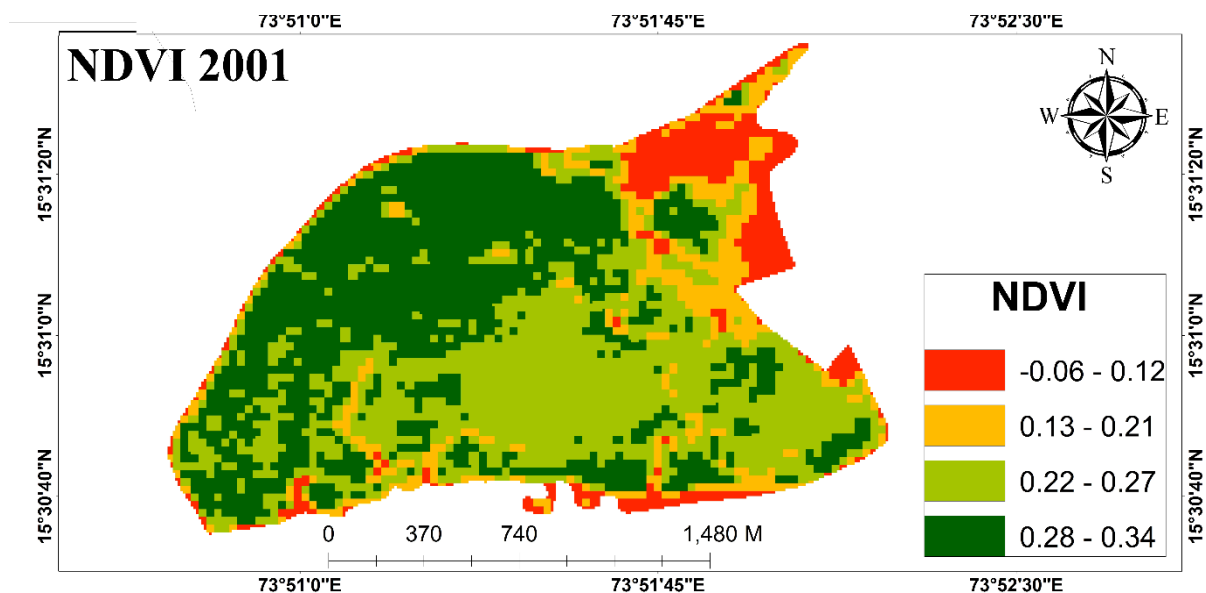 73°51'0"E 73°51'45"E 73°52'30"E
NDVI 2001
N
W E
S
15°31'20"N 15°31'20"N
15°31'0"N 15°31'0"N
15°30'40"N 15°30'40"N
NDVI
-0.06 - 0.12
0.13 - 0.21
0.22 - 0.27
0.28 - 0.34
0 370 740 1,480 M
73°51'0"E 73°51'45"E 73°52'30"E